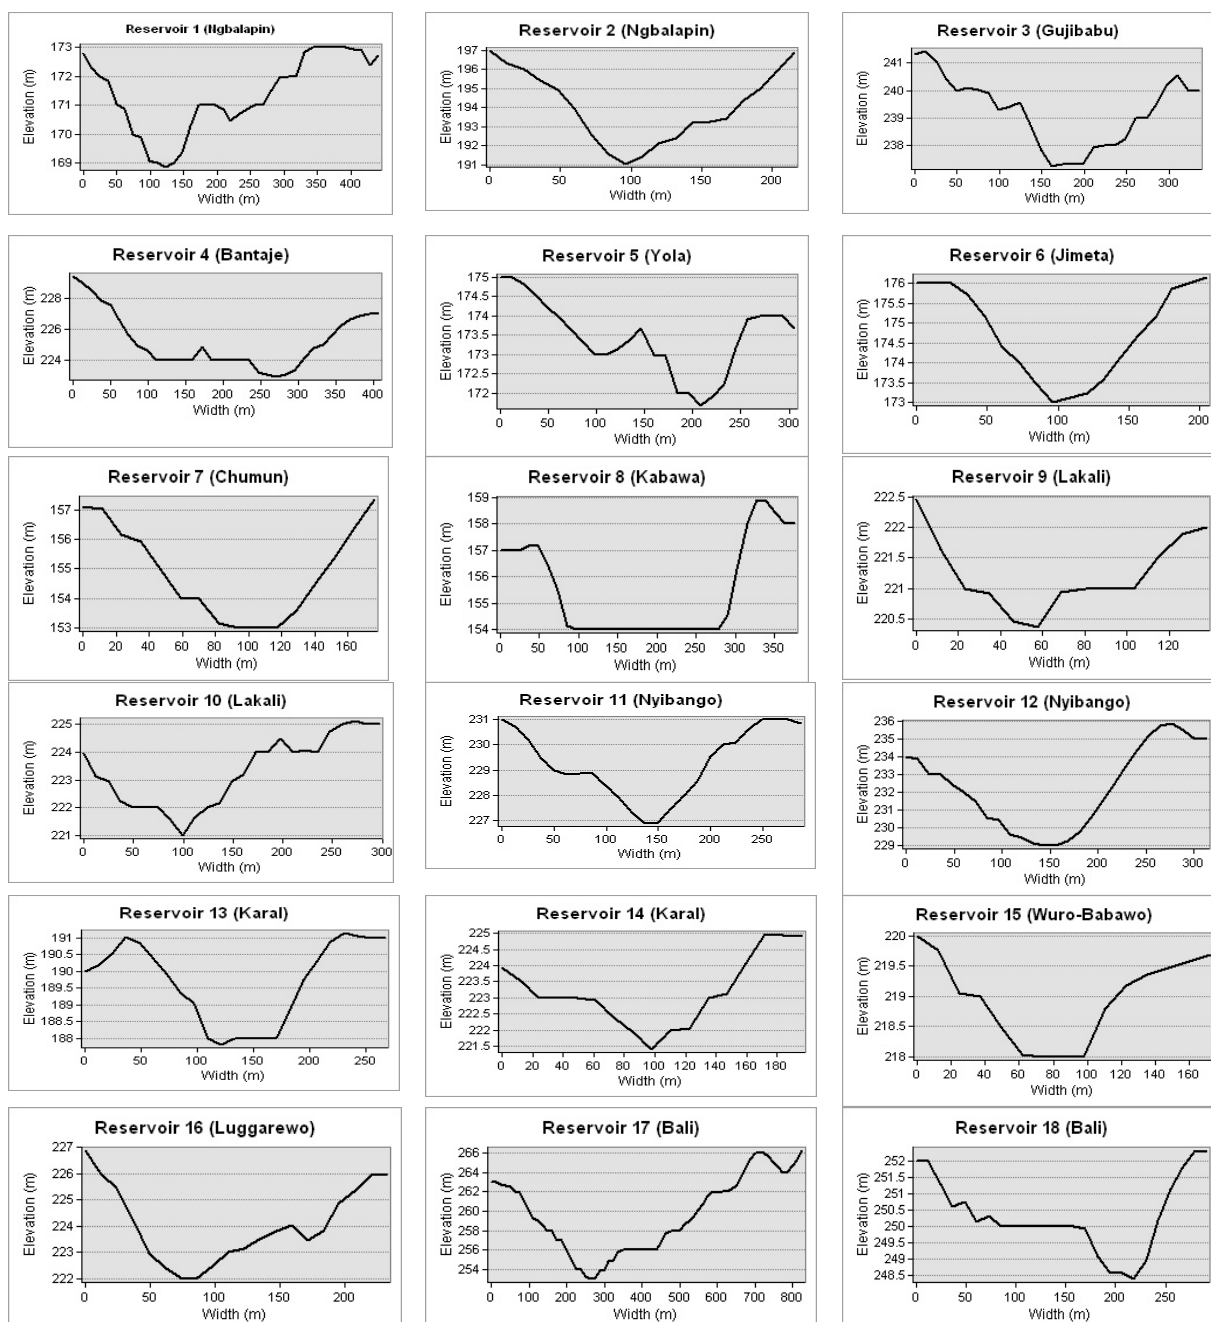 Reservoir 1 (Ngbalapin)
Elevation (m)
173
172
171
170
169
0 50 100 150 200 250 300 350 400
Width (m)
Reservoir 2 (Ngbalapin)
Elevation (m)
197
196
195
194
193
192
191
0 50 100 150 200
Width (m)
Reservoir 3 (Gujibabu)
Elevation (m)
241
240
239
238
0 50 100 150 200 250 300
Width (m)
Reservoir 4 (Bantaje)
Elevation (m)
228
226
224
0 50 100 150 200 250 300 350 400
Width (m)
Reservoir 5 (Yola)
Elevation (m)
175
174.5
174
173.5
173
172.5
172
0 50 100 150 200 250 300
Width (m)
Reservoir 6 (Jimeta)
Elevation (m)
176
175.5
175
174.5
174
173.5
173
0 50 100 150 200
Width (m)
Reservoir 7 (Chumun)
Elevation (m)
157
156
155
154
153
0 20 40 60 80 100 120 140 160
Width (m)
Reservoir 8 (Kabawa)
Elevation (m)
159
158
157
156
155
154
0 50 100 150 200 250 300 350
Width (m)
Reservoir 9 (Lakali)
Elevation (m)
222.5
222
221.5
221
220.5
0 20 40 60 80 100 120
Width (m)
Reservoir 10 (Lakali)
Elevation (m)
225
224
223
222
221
0 50 100 150 200 250 300
Width (m)
Reservoir 11 (Nyibango)
Elevation (m)
231
230
229
228
227
0 50 100 150 200 250
Width (m)
Reservoir 12 (Nyibango)
Elevation (m)
236
235
234
233
232
231
230
229
0 50 100 150 200 250 300
Width (m)
Reservoir 13 (Karal)
Elevation (m)
191
190.5
190
189.5
189
188.5
188
0 50 100 150 200 250
Width (m)
Reservoir 14 (Karal)
Elevation (m)
225
224.5
224
223.5
223
222.5
222
221.5
0 20 40 60 80 100 120 140 160 180
Width (m)
Reservoir 15 (Wuro-Babawo)
Elevation (m)
220
219.5
219
218.5
218
0 20 40 60 80 100 120 140 160
Width (m)
Reservoir 16 (Luggarewo)
Elevation (m)
227
226
225
224
223
222
0 50 100 150 200
Width (m)
Reservoir 17 (Bali)
Elevation (m)
266
264
262
260
258
256
254
0 100 200 300 400 500 600 700 800
Width (m)
Reservoir 18 (Bali)
Elevation (m)
252
251.5
251
250.5
250
249.5
249
248.5
0 50 100 150 200 250
Width (m)